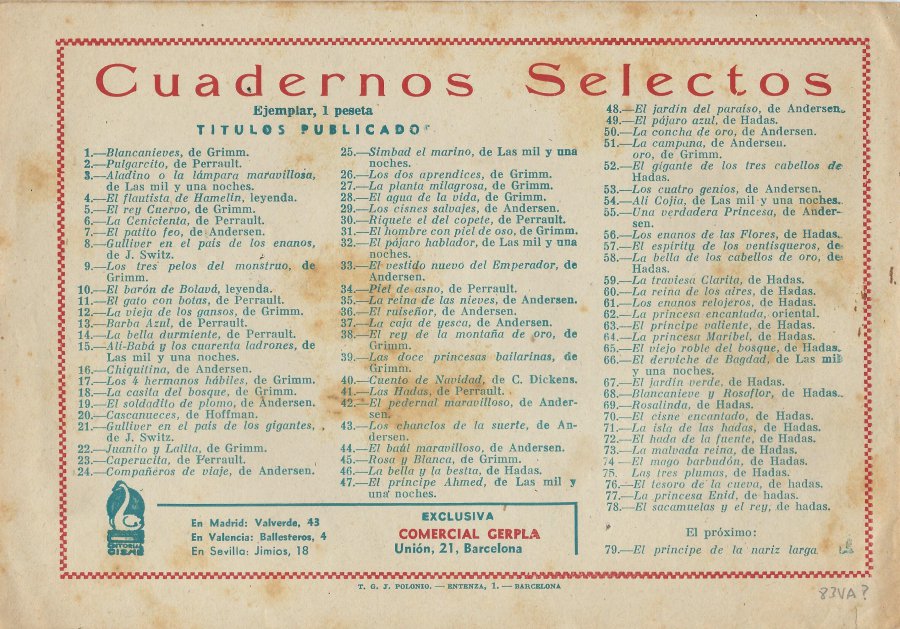 Cuadernos Selectos
Ejemplar, 1 peseta
TITULOS PUBLICADO
1.—Blancanieves, de Grimm.
2.—Pulgarcito, de Perrault.
3.—Aladino o la lámpara maravillosa,
de Las mil y una noches.
4.—El flautista de Hamelin, leyenda.
5.—El rey Cuervo, de Grimm.
6.—La Cenicienta, de Perrault.
7.—El patito feo, de Andersen.
8.—Gulliver en el país de los enanos,
de J. Switz.
9.—Los tres pelos del monstruo, de
Grimm.
10.—El barón de Bolavá, leyenda.
11.—El gato con botas, de Perrault.
12.—La vieja de los gansos, de Grimm.
13.—Barba Azul, de Perrault.
14.—La bella durmiente, de Perrault.
15.—Ali-Babá y los cuarenta ladrones, de
Las mil y una noches.
16.—Chiquitina, de Andersen.
17.—Los 4 hermanos hábiles, de Grimm.
18.—La casita del bosque, de Grimm.
19.—El soldadito de plomo, de Andersen.
20.—Cascanueces, de Hoffman.
21.—Gulliver en el país de los gigantes,
de J. Switz.
22.—Juanito y Lalita, de Grimm.
23.—Caperucita, de Perrault.
24.—Compañeros de viaje, de Andersen.
25.—Simbad el marino, de Las mil y una
noches.
26.—Los dos aprendices, de Grimm.
27.—La planta milagrosa, de Grimm.
28.—El agua de la vida, de Grimm.
29.—Los cisnes salvajes, de Andersen.
30.—Riquete el del copete, de Perrault.
31.—El hombre con piel de oso, de Grimm.
32.—El pájaro hablador, de Las mil y una
noches.
33.—El vestido nuevo del Emperador, de
Andersen.
34.—Piel de asno, de Perrault.
35.—La reina de las nieves, de Andersen.
36.—El ruiseñor, de Andersen.
37.—La caja de yesca, de Andersen.
38.—El rey de la montaña de oro, de
Grimm.
39.—Las doce princesas bailarinas, de
Grimm.
40.—Cuento de Navidad, de C. Dickens.
41.—Las Hadas, de Perrault.
42.—El pedernal maravilloso, de Ander-
sen.
43.—Los chanclos de la suerte, de An-
dersen.
44.—El baúl maravilloso, de Andersen.
45.—Rosa y Blanca, de Grimm.
46.—La bella y la bestia, de Hadas.
47.—El príncipe Ahmed, de Las mil y
una noches.
48.—El jardín del paraíso, de Andersen.
49.—El pájaro azul, de Hadas.
50.—La concha de oro, de Andersen.
51.—La campana, de Andersen.
oro, de Grimm.
52.—El gigante de los tres cabellos de
Hadas.
53.—Los cuatro genios, de Andersen.
54.—Alí Cofia, de Las mil y una noches.
55.—Una verdadera Princesa, de Ander-
sen.
56.—Los enanos de las Flores, de Hadas.
57.—El espíritu de los ventisqueros, de
58.—La bella de los cabellos de oro, de
Hadas.
59.—La traviesa Clarita, de Hadas.
60.—La reina de los aires, de Hadas.
61.—Los enanos relojeros, de Hadas.
62.—La princesa encantada, oriental.
63.—El príncipe valiente, de Hadas.
64.—La princesa Maribel, de Hadas.
65.—El viejo roble del bosque, de Hadas.
66.—El derviche de Bagdad, de Las mil
y una noches.
67.—El jardín verde, de Hadas.
68.—Blancanieve y Rosaflor, de Hadas.
69.—Rosalinda, de Hadas.
70.—El cisne encantado, de Hadas.
71.—La isla de las hadas, de Hadas.
72.—El hada de la fuente, de Hadas.
73.—La malvada reina, de Hadas.
74 —El mago barbudón, de Hadas.
75. Las tres plumas, de Hadas.
76.—El tesoro de la cueva, de hadas.
77.—La princesa Enid, de hadas.
78.—El sacamuelas y el rey, de hadas.
El próximo:
79.—El príncipe de la nariz larga
EDITORIAL
CISNE
En Madrid: Valverde, 43
En Valencia: Ballesteros, 4
En Sevilla: Jimios, 18
EXCLUSIVA
COMERCIAL GERPLA
Unión, 21, Barcelona
T. G. J. POLONIO. — ENTENZA, 1. — BARCELONA
83VA?